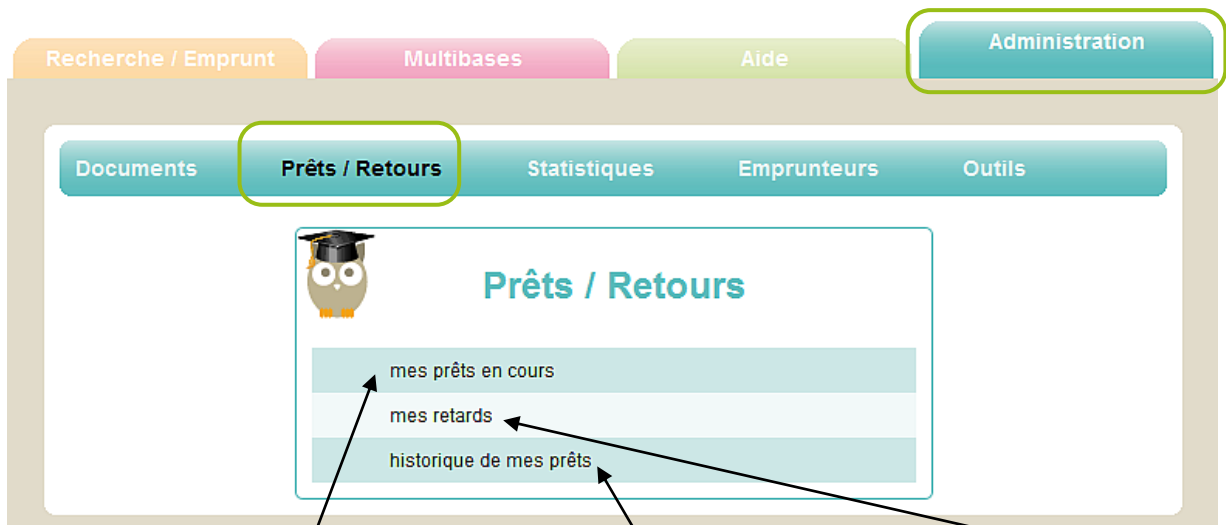 Recherche / Emprunt Multibases Aide Administration
Documents Prêts / Retours Statistiques Emprunteurs Outils
Prêts / Retours
mes prêts en cours
mes retards
historique de mes prêts